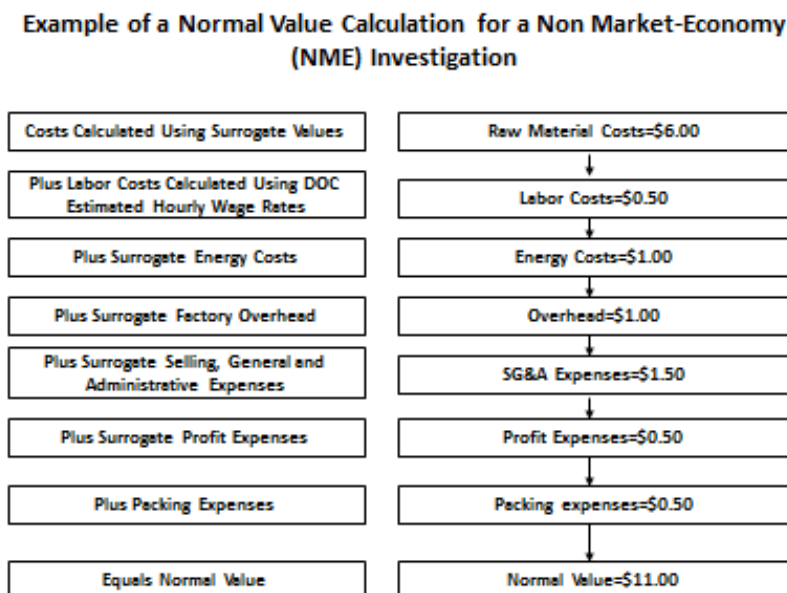 Example of a Normal Value Calculation for a Non Market-Economy
(NME) Investigation
Costs Calculated Using Surrogate Values
Raw Material Costs=$6.00
Plus Labor Costs Calculated Using DOC
Estimated Hourly Wage Rates
Labor Costs=$0.50
Plus Surrogate Energy Costs
Energy Costs=$1.00
Plus Surrogate Factory Overhead
Overhead=$1.00
Plus Surrogate Selling, General and
Administrative Expenses
SG&A Expenses=$1.50
Plus Surrogate Profit Expenses
Profit Expenses=$0.50
Plus Packing Expenses
Packing expenses=$0.50
Equals Normal Value
Normal Value=$11.00